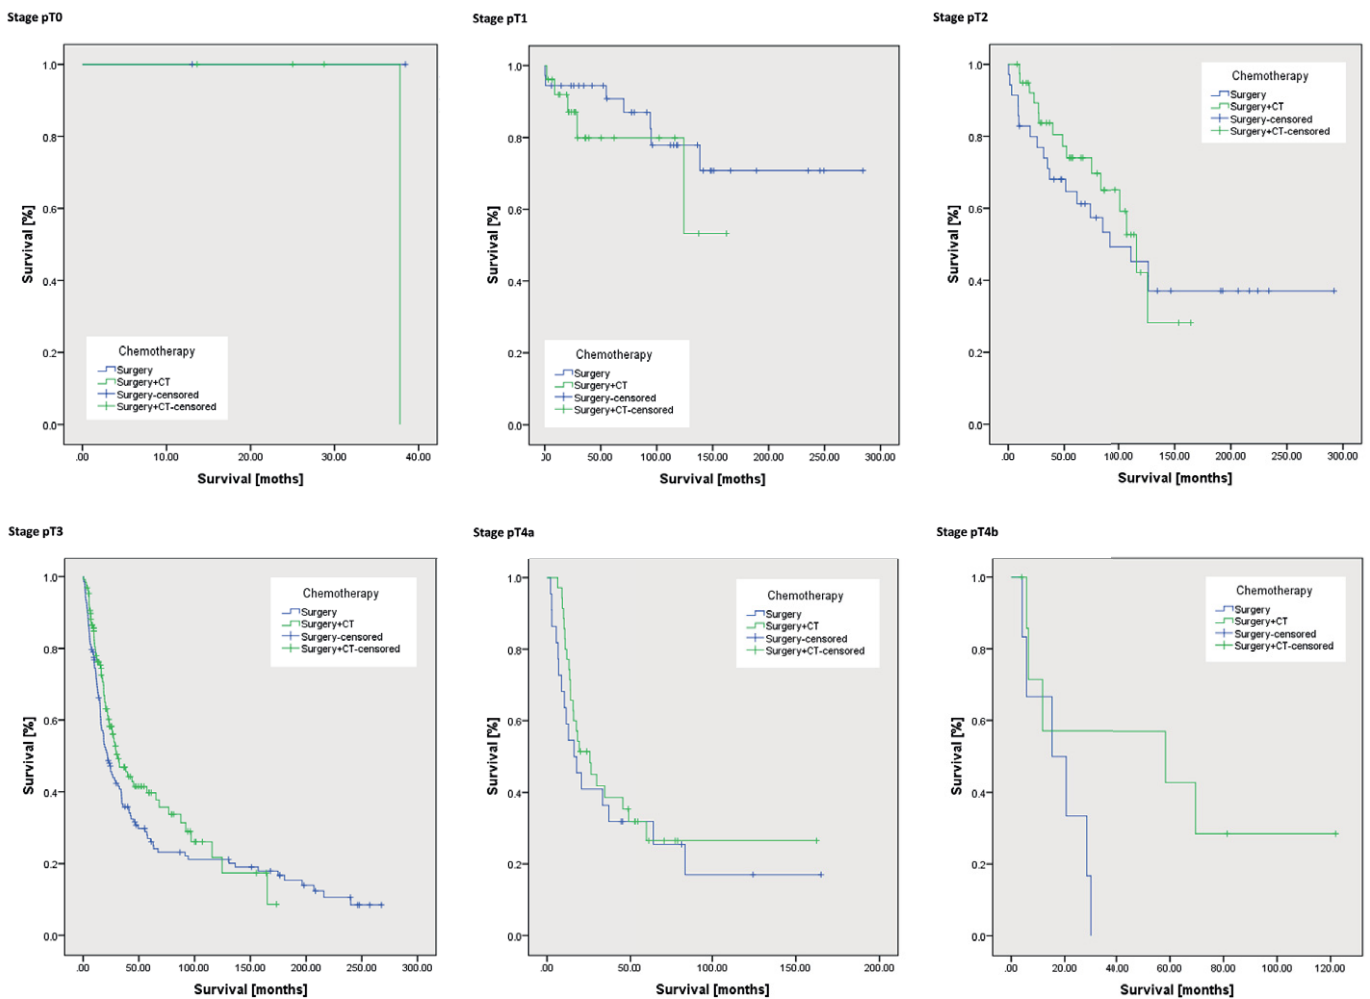 Stage pT0
1.0
0.8
0.6
0.4
0.2
0.0
Survival [%]
Chemotherapy
Surgery
Surgery+CT
Surgery-censored
Surgery+CT-censored
.00 10.00 20.00 30.00 40.00
Survival [moths]
Stage pT1
1.0
0.8
0.6
0.4
0.2
0.0
Survival [%]
Chemotherapy
Surgery
Surgery+CT
Surgery-censored
Surgery+CT-censored
.00 50.00 100.00 150.00 200.00 250.00 300.00
Survival [moths]
Stage pT2
1.0
0.8
0.6
0.4
0.2
0.0
Survival [%]
Chemotherapy
Surgery
Surgery+CT
Surgery-censored
Surgery+CT-censored
.00 50.00 100.00 150.00 200.00 250.00 300.00
Survival [months]
Stage pT3
1.0
0.8
0.6
0.4
0.2
0.0
Survival [%]
Chemotherapy
Surgery
Surgery+CT
Surgery-censored
Surgery+CT-censored
.00 50.00 100.00 150.00 200.00 250.00 300.00
Survival [months]
Stage pT4a
1.0
0.8
0.6
0.4
0.2
0.0
Survival [%]
Chemotherapy
Surgery
Surgery+CT
Surgery-censored
Surgery+CT-censored
.00 50.00 100.00 150.00 200.00
Survival [months]
Stage pT4b
1.0
0.8
0.6
0.4
0.2
0.0
Survival [%]
Chemotherapy
Surgery
Surgery+CT
Surgery-censored
Surgery+CT-censored
.00 20.00 40.00 60.00 80.00 100.00 120.00
Survival [months]